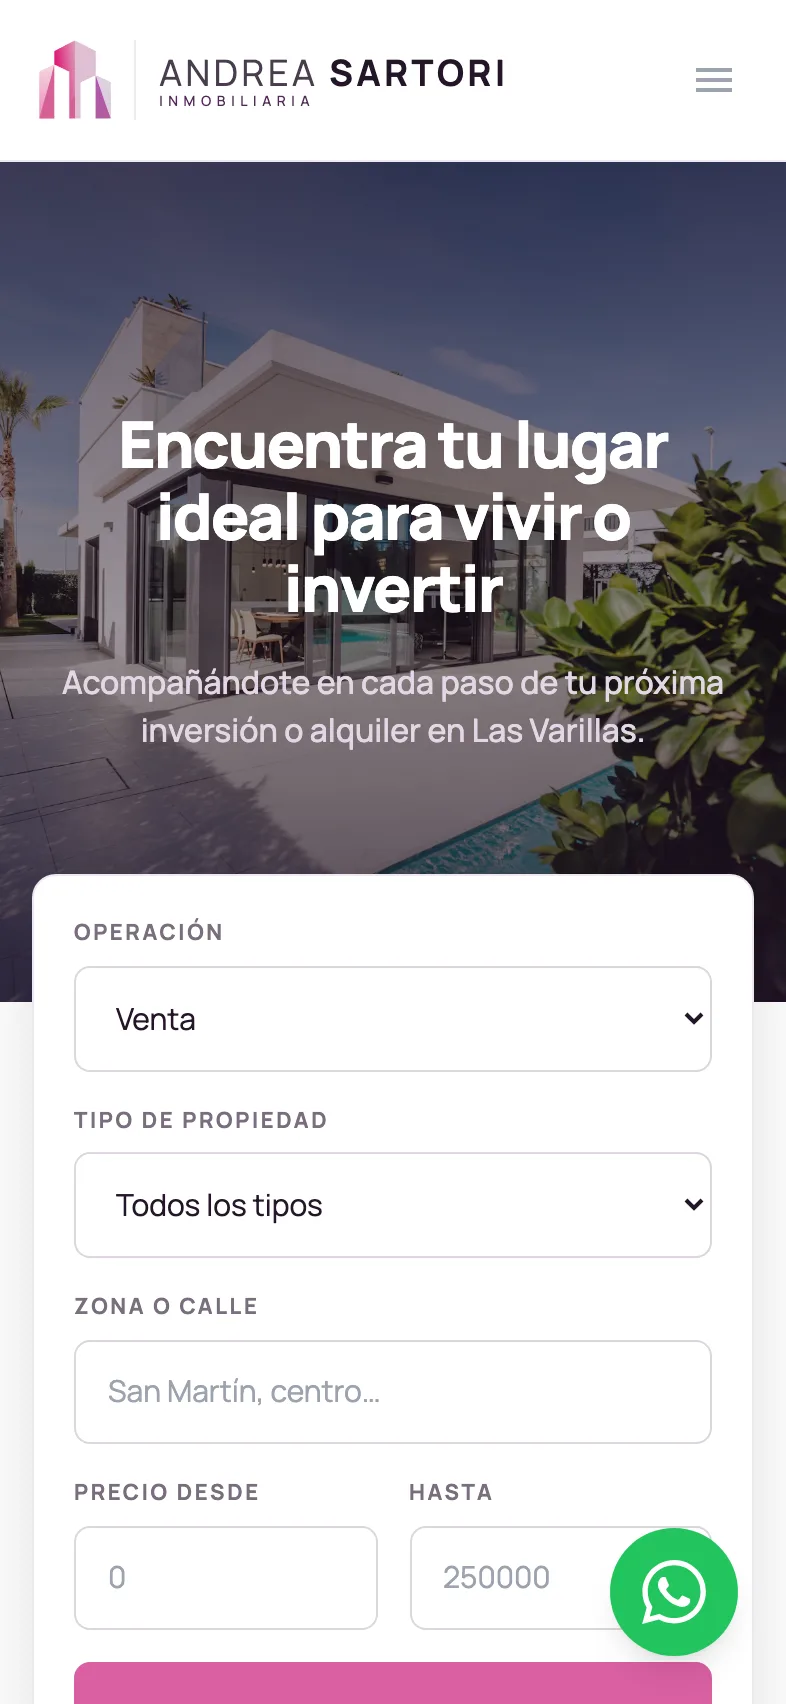 ANDREA SARTORI
INMOBILIARIA
Encuentra tu lugar
ideal para vivir o
invertir
Acompañándote en cada paso de tu próxima
inversión o alquiler en Las Varillas.
OPERACIÓN
Venta
TIPO DE PROPIEDAD
Todos los tipos
ZONA O CALLE
San Martín, centro...
PRECIO DESDE
HASTA
0
250000